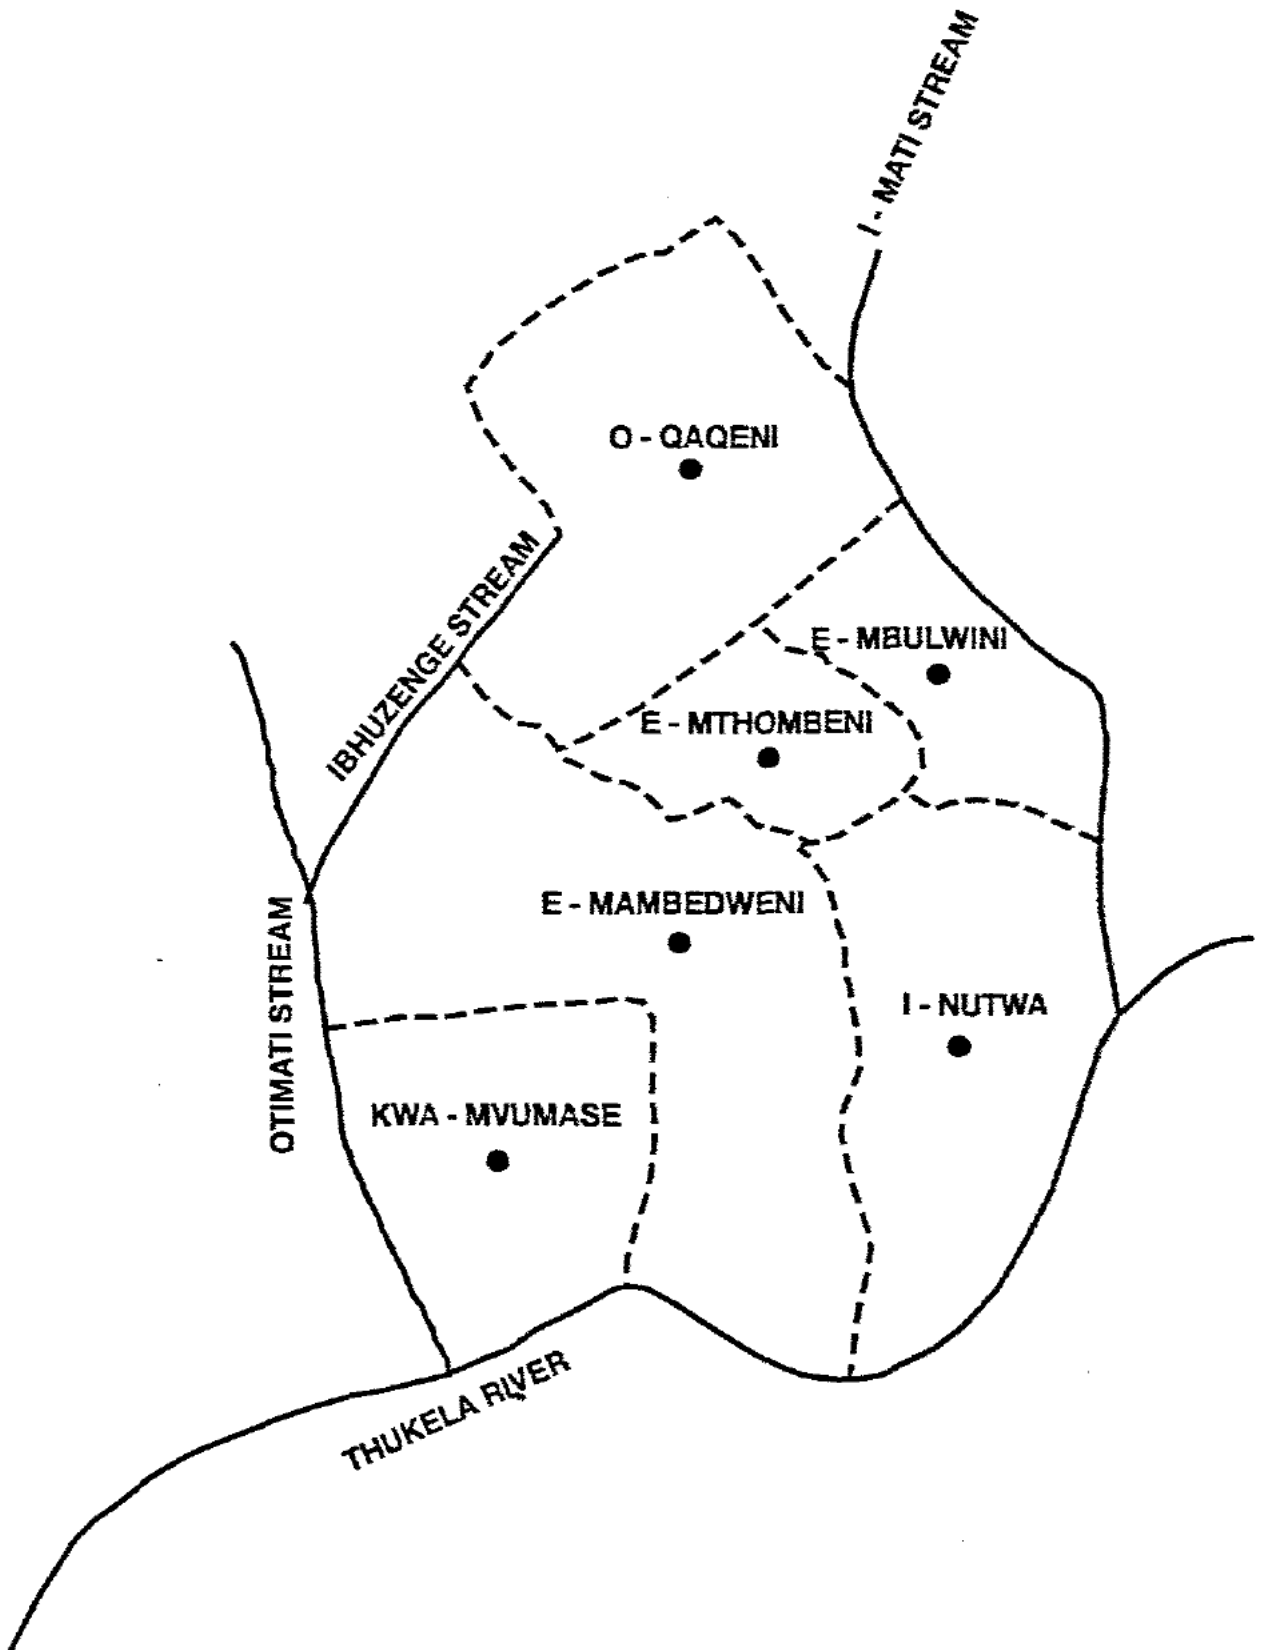 I - MATI STREAM
O - QAQENI
IBHUZENGE STREAM
E - MBULWINI
E - MTHOMBENI
E - MAMBEDWENI
OTIMATI STREAM
I - NUTWA
KWA - MVUMASE
THUKELA RIVER